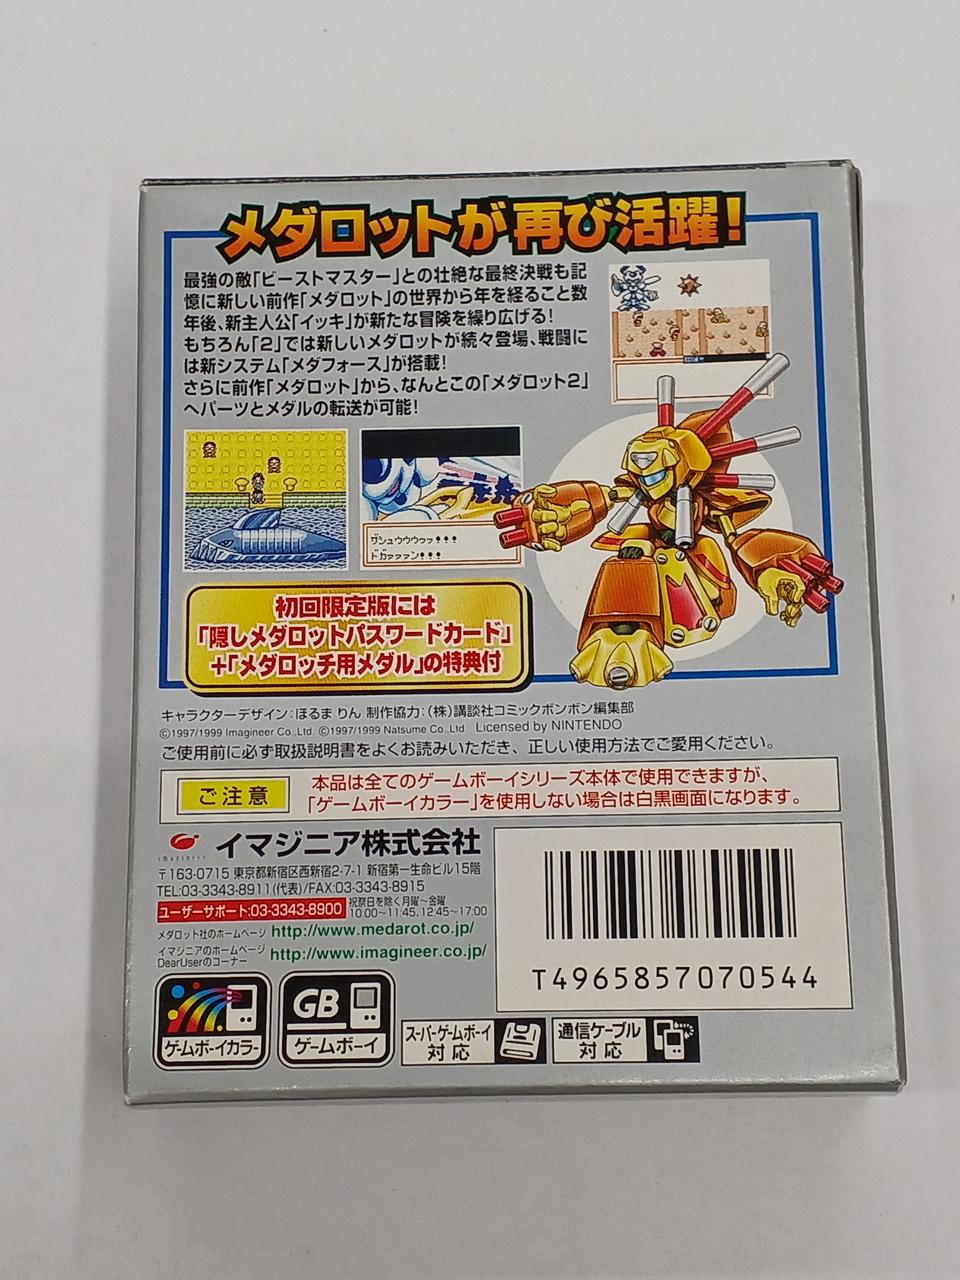 メダロットが再び活躍!
最強の敵「ビーストマスター」との壮絶な最終決戦も記
憶に新しい前作「メダロット」の世界から年を経ること数
年後、新主人公「イッキ」が新たな冒険を繰り広げる!
もちろん「2」では新しいメダロットが続々登場、戦闘に
は新システム「メダフォース」が搭載!
さらに前作「メダロット」から、なんとこの「メダロット2」
へパーツとメダルの転送が可能!
ザシュウウウゥッ!!!
ドガァァァン!!!
初回限定版には
「隠しメダロットパスワードカード」
+「メダロッチ用メダル」の特典付
キャラクターデザイン:ほるま りん 制作協力:(株)講談社コミックボンボン編集部
©1997/1999 Imagineer Co.,Ltd. ©1997/1999 Natsume Co.,Ltd. Licensed by NINTENDO
ご使用前に必ず取扱説明書をよくお読みいただき、正しい使用方法でご愛用ください。
ご注意
本品は全てのゲームボーイシリーズ本体で使用できますが、
「ゲームボーイカラー」を使用しない場合は白黒画面になります。
imagineer
イマジニア株式会社
〒163-0715 東京都新宿区西新宿2-7-1 新宿第一生命ビル15階
TEL:03-3343-8911(代表)/FAX:03-3343-8915
ユーザーサポート:03-3343-8900 祝祭日を除く月曜~金曜
10:00~11:45、12:45~17:00
メダロット社のホームページ http://www.medarot.co.jp/
イマジニアのホームページ
DearUserのコーナー http://www.imagineer.co.jp/
T4965857070544
ゲームボーイカラー
GB
ゲームボーイ
スーパーゲームボーイ
対応
通信ケーブル
対応